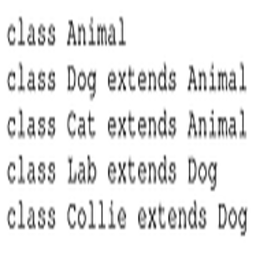 class Animal
class Dog extends Animal
class Cat extends Animal
class Lab extends Dog
class Collie extends Dog